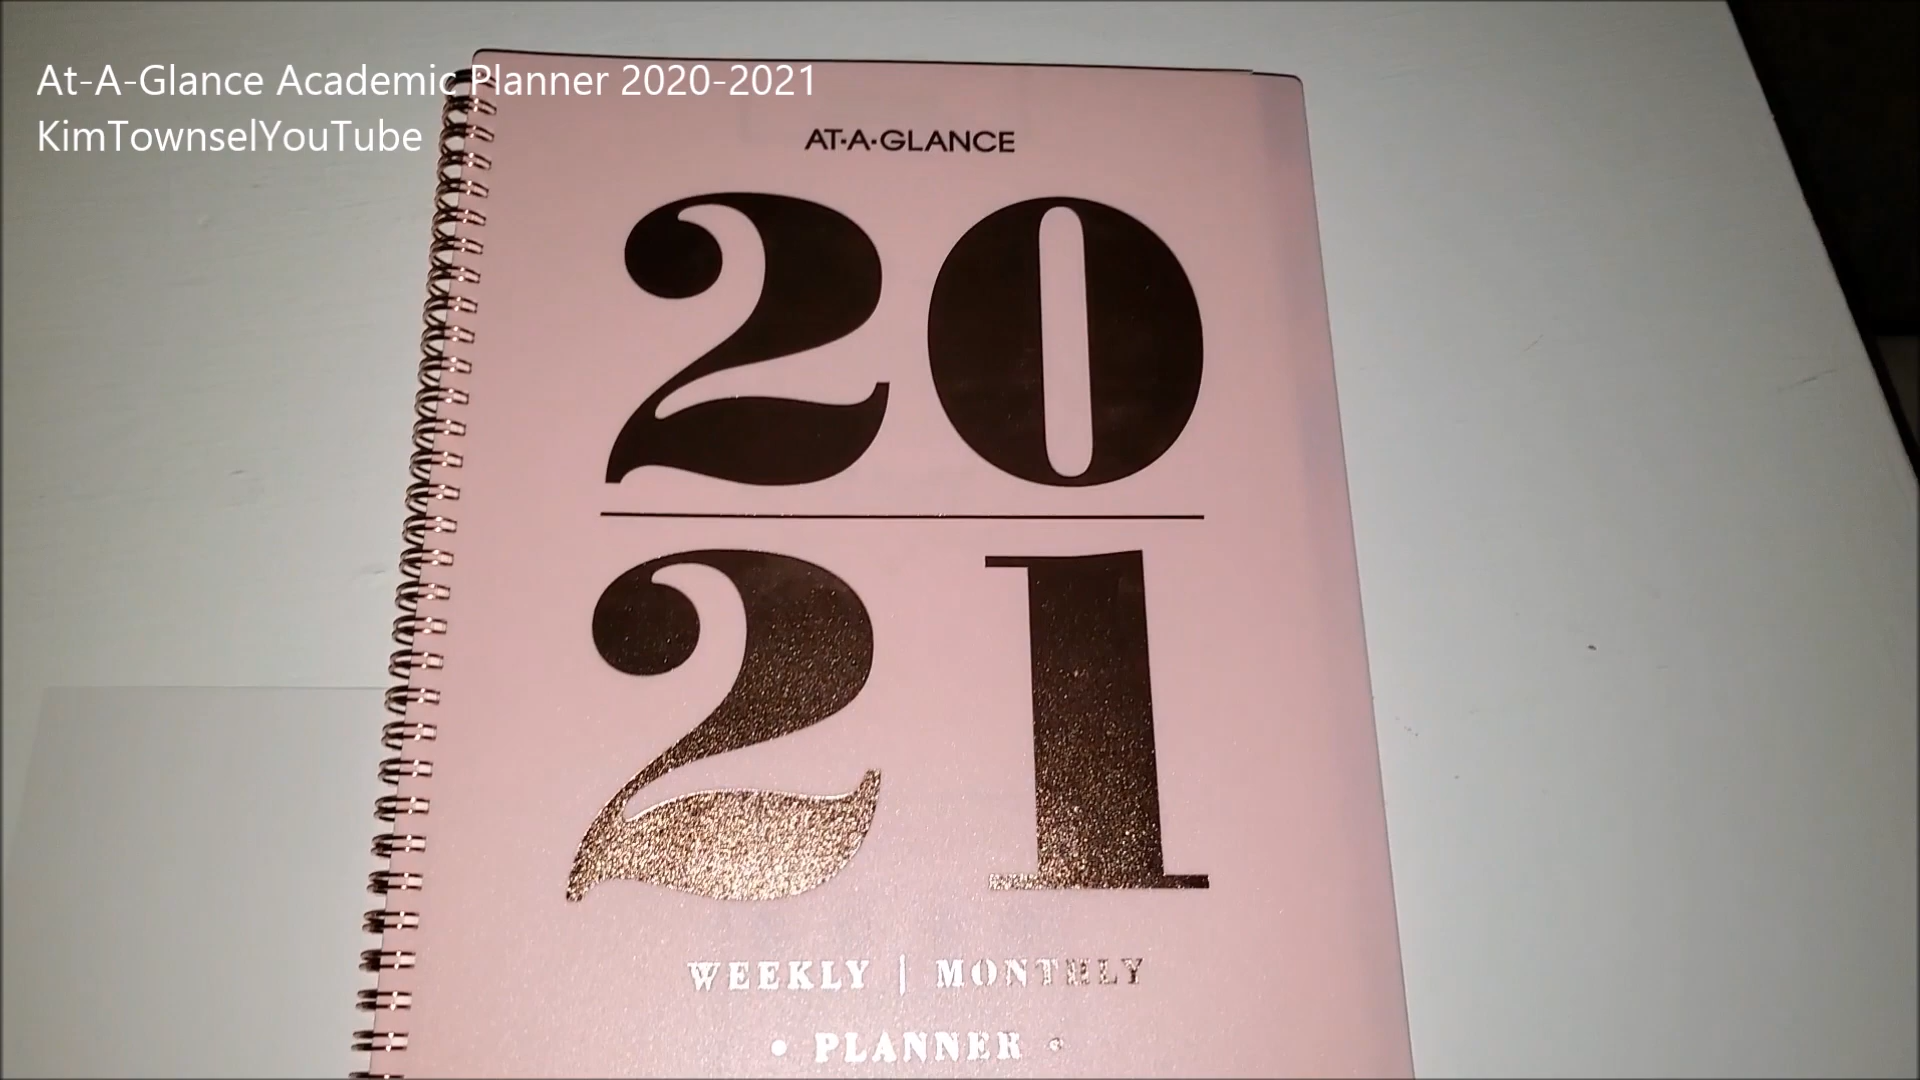 At-A-Glance Academic Planner 2020-2021
KimTownselYouTube
AT·A·GLANCE
20
21
WEEKLY | MONTHLY
• PLANNER •